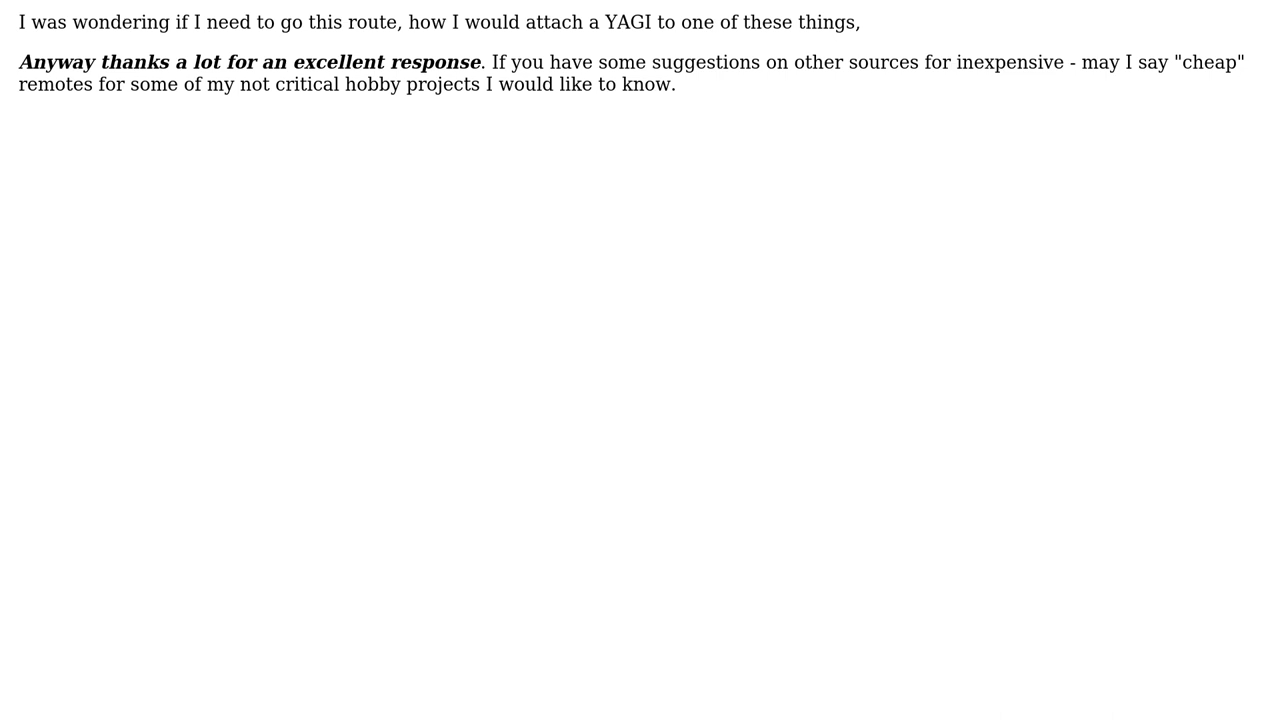 I was wondering if I need to go this route, how I would attach a YAGI to one of these things,
Anyway thanks a lot for an excellent response. If you have some suggestions on other sources for inexpensive - may I say "cheap"
remotes for some of my not critical hobby projects I would like to know.